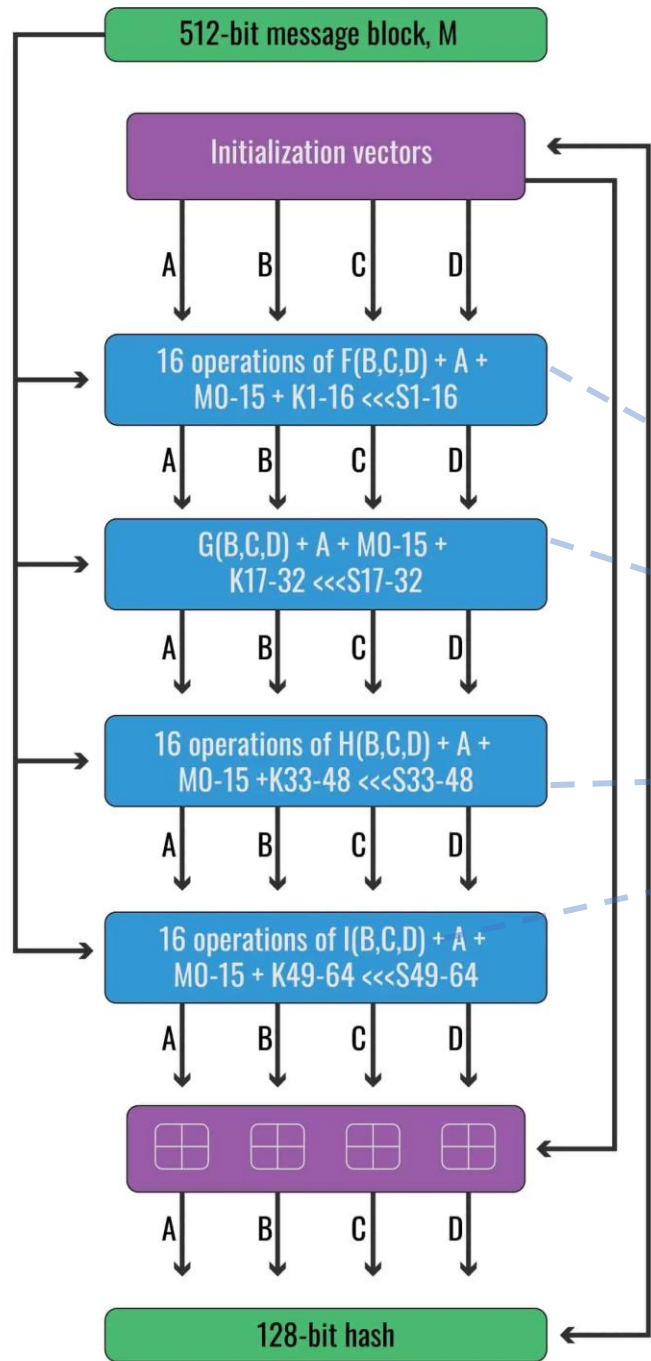 512-bit message block, M
Initialization vectors
A B C D
16 operations of F(B,C,D) + A +
M0-15 + K1-16 <<<S1-16
A B C D
G(B,C,D) + A + M0-15 +
K17-32 <<<S17-32
A B C D
16 operations of H(B,C,D) + A +
M0-15 +K33-48 <<<S33-48
A B C D
16 operations of I(B,C,D) + A +
M0-15 + K49-64 <<<S49-64
A B C D
A B C D
128-bit hash